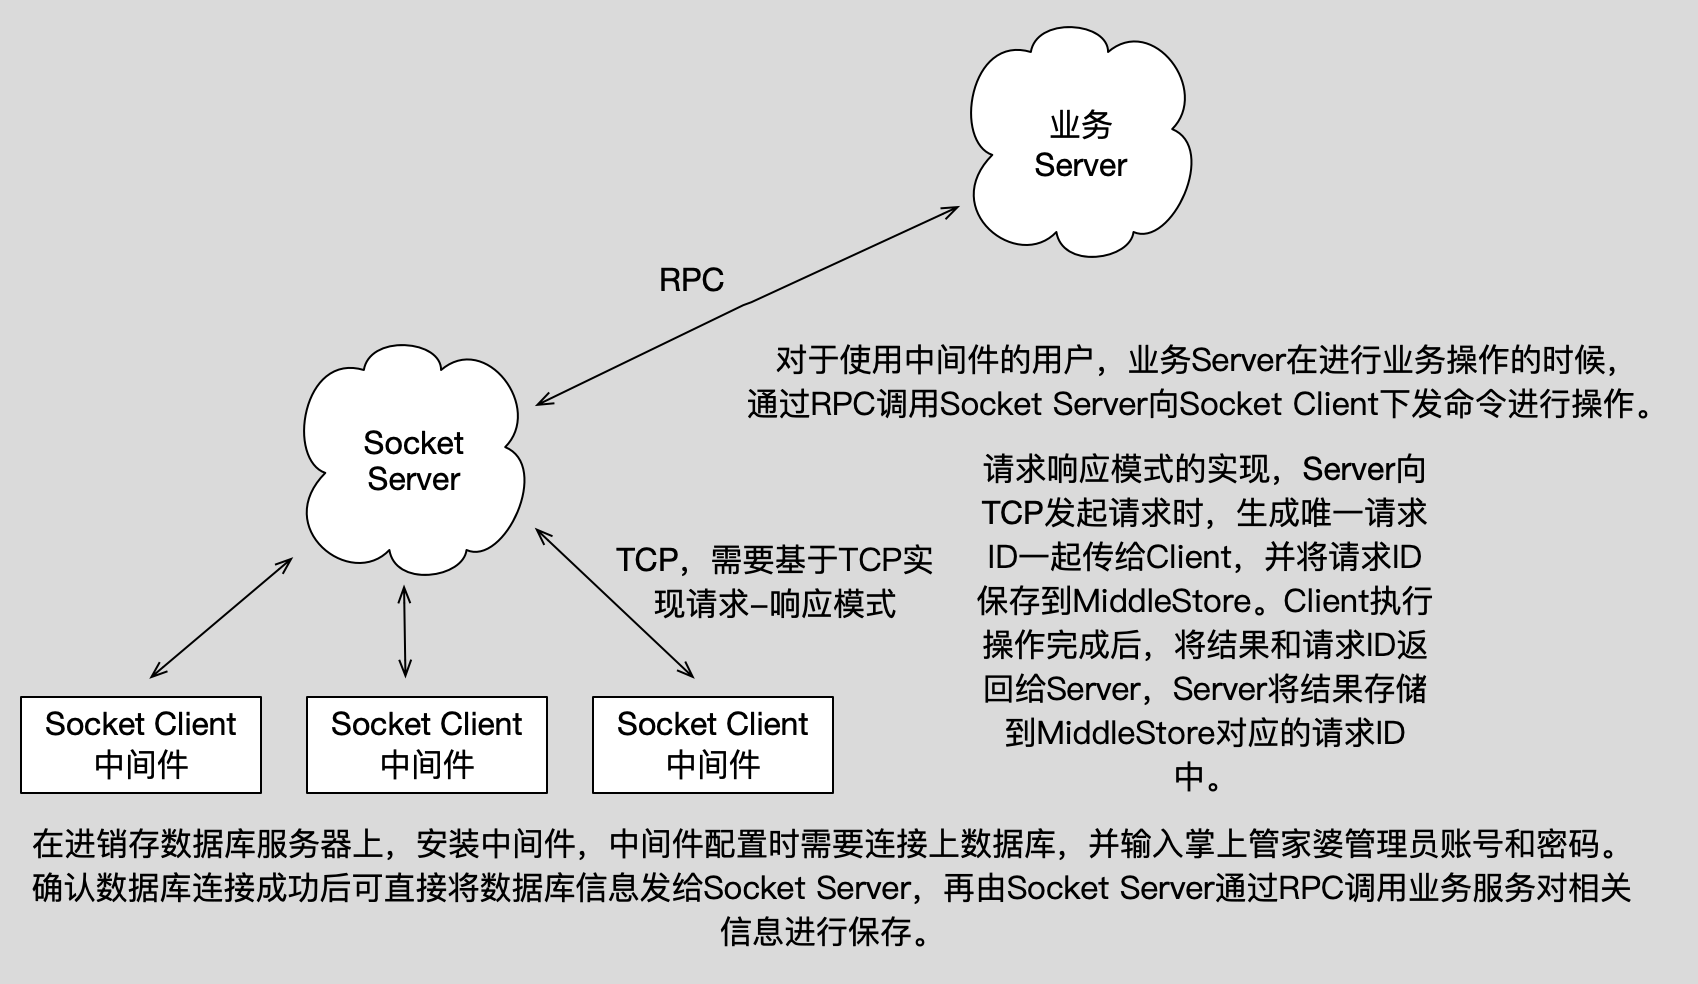 业务
Server
RPC
对于使用中间件的用户，业务Server在进行业务操作的时候，
通过RPC调用Socket Server向Socket Client下发命令进行操作。
Socket
Server
请求响应模式的实现，Server向
TCP发起请求时，生成唯一请求
ID一起传给Client，并将请求ID
保存到MiddleStore。Client执行
操作完成后，将结果和请求ID返
回给Server，Server将结果存储
到MiddleStore对应的请求ID
中。
TCP，需要基于TCP实
现请求-响应模式
Socket Client
中间件
Socket Client
中间件
Socket Client
中间件
在进销存数据库服务器上，安装中间件，中间件配置时需要连接上数据库，并输入掌上管家婆管理员账号和密码。
确认数据库连接成功后可直接将数据库信息发给Socket Server，再由Socket Server通过RPC调用业务服务对相关
信息进行保存。